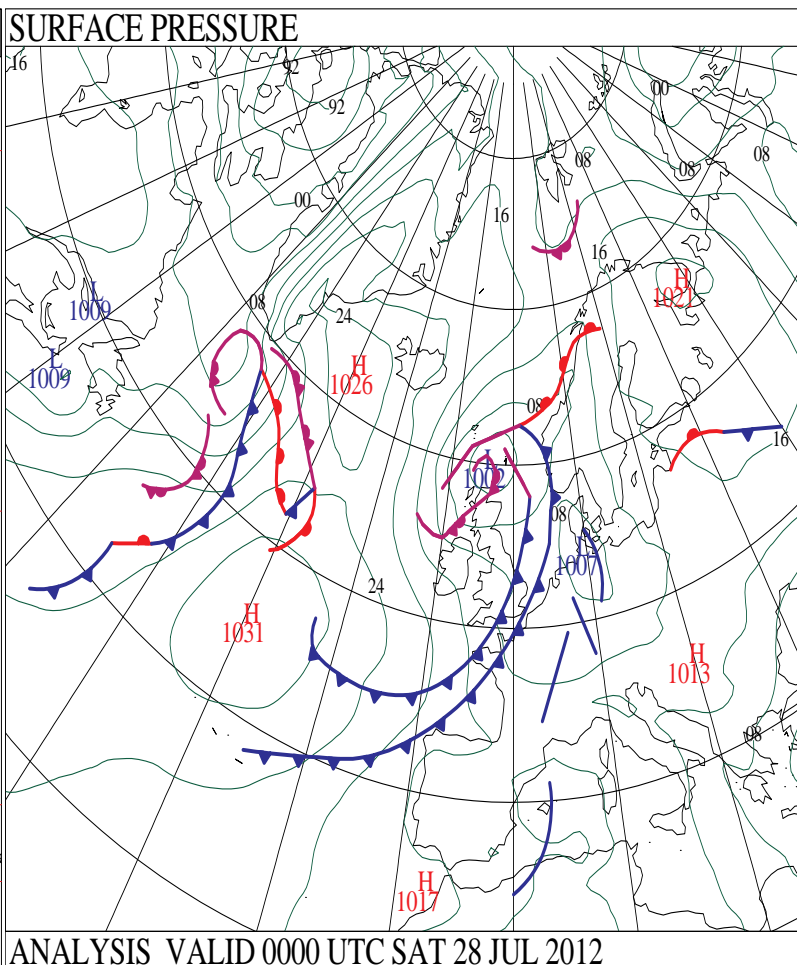 SURFACE PRESSURE
16
92
92
00
08
08
08
00
16
16
H
1021
L
1009
08
24
L
1009
H
1026
08
16
L
1002
08
L
1007
24
H
1031
H
1013
08
H
1017
ANALYSIS VALID 0000 UTC SAT 28 JUL 2012